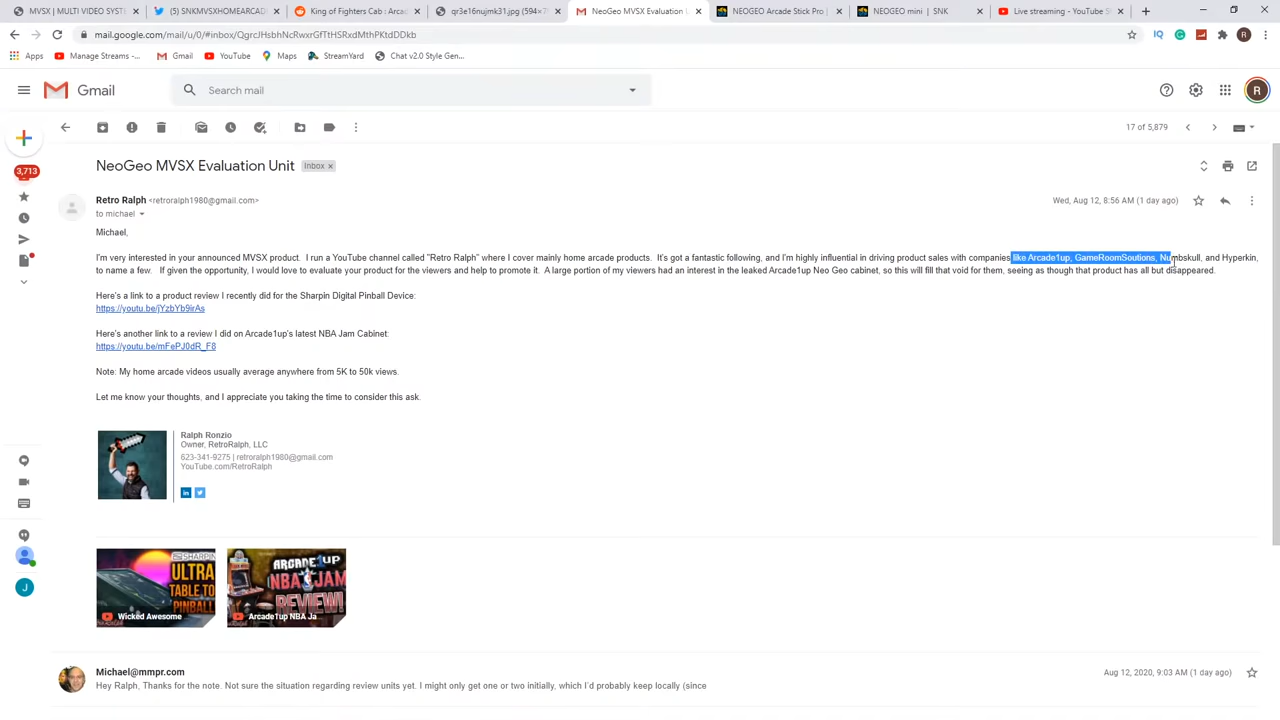 MVSX | MULTI VIDEO SYST
(5) SNKMVSXHOMEARCAD
King of Fighters Cab : Arcade
qr3e16nujmk31.jpg (594×7
NeoGeo MVSX Evaluation U
NEOGEO Arcade Stick Pro |
NEOGEO mini | SNK
Live streaming - YouTube S
mail.google.com/mail/u/0/#inbox/QgrcJHsbhNcRwxrGfTtHSRxdMthPKtdDDkb
Apps
Manage Streams -...
Gmail
YouTube
Maps
StreamYard
Chat v2.0 Style Gen...
Gmail
Search mail
R
17 of 5,879
3,713
NeoGeo MVSX Evaluation Unit
Inbox ×
Retro Ralph <retroralph1980@gmail.com>
Wed, Aug 12, 8:56 AM (1 day ago)
to michael
Michael,
I'm very interested in your announced MVSX product. I run a YouTube channel called "Retro Ralph" where I cover mainly home arcade products. It's got a fantastic following, and I'm highly influential in driving product sales with companies like Arcade1up, GameRoomSoutions, Numbskull, and Hyperkin,
to name a few. If given the opportunity, I would love to evaluate your product for the viewers and help to promote it. A large portion of my viewers had an interest in the leaked Arcade1up Neo Geo cabinet, so this will fill that void for them, seeing as though that product has all but disappeared.
Here's a link to a product review I recently did for the Sharpin Digital Pinball Device:
https://youtu.be/jYzbYb9irAs
Here's another link to a review I did on Arcade1up's latest NBA Jam Cabinet:
https://youtu.be/mFePJ0dR_F8
Note: My home arcade videos usually average anywhere from 5K to 50k views.
Let me know your thoughts, and I appreciate you taking the time to consider this ask.
Ralph Ronzio
Owner, RetroRalph, LLC
623-341-9275 | retroralph1980@gmail.com
YouTube.com/RetroRalph
SHARPIN
ULTRA
TABLE TO
PINBALL
Wicked Awesome
ARCADE1UP
NBA JAM
REVIEW!
Arcade1up NBA Ja
J
Michael@mmpr.com
Aug 12, 2020, 9:03 AM (1 day ago)
Hey Ralph, Thanks for the note. Not sure the situation regarding review units yet. I might only get one or two initially, which I'd probably keep locally (since